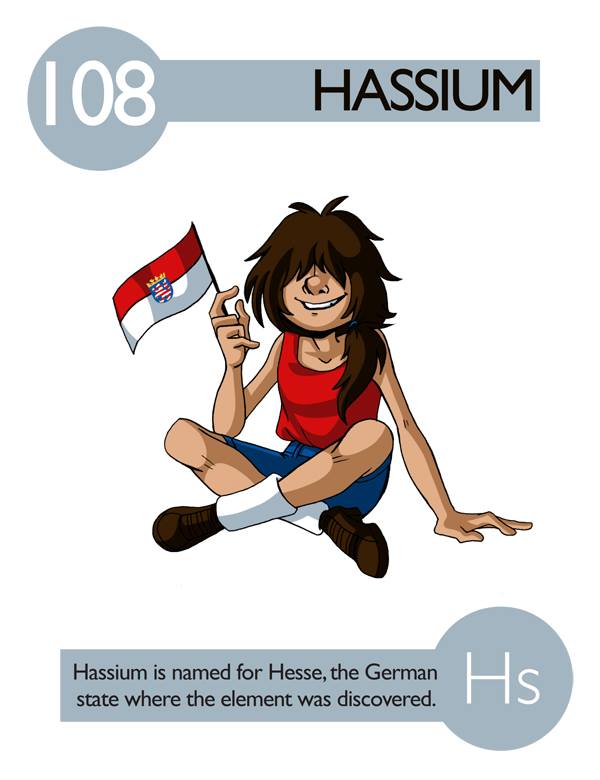 108
HASSIUM
Hassium is named for Hesse, the German
state where the element was discovered.
Hs